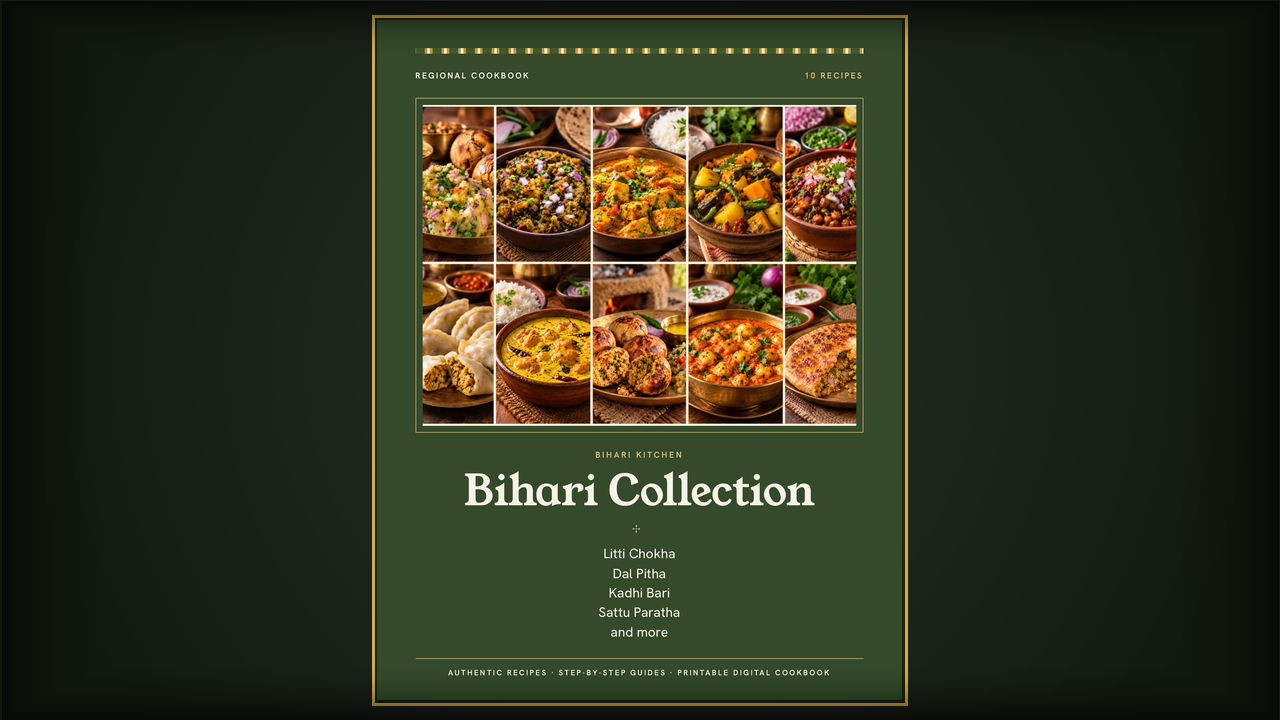 REGIONAL COOKBOOK
10 RECIPES
BIHARI KITCHEN
Bihari Collection
Litti Chokha
Dal Pitha
Kadhi Bari
Sattu Paratha
and more
AUTHENTIC RECIPES · STEP-BY-STEP GUIDES · PRINTABLE DIGITAL COOKBOOK